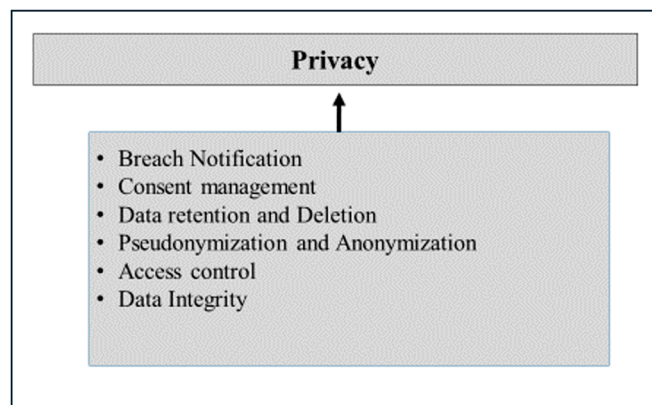 Privacy
• Breach Notification
• Consent management
• Data retention and Deletion
• Pseudonymization and Anonymization
• Access control
• Data Integrity